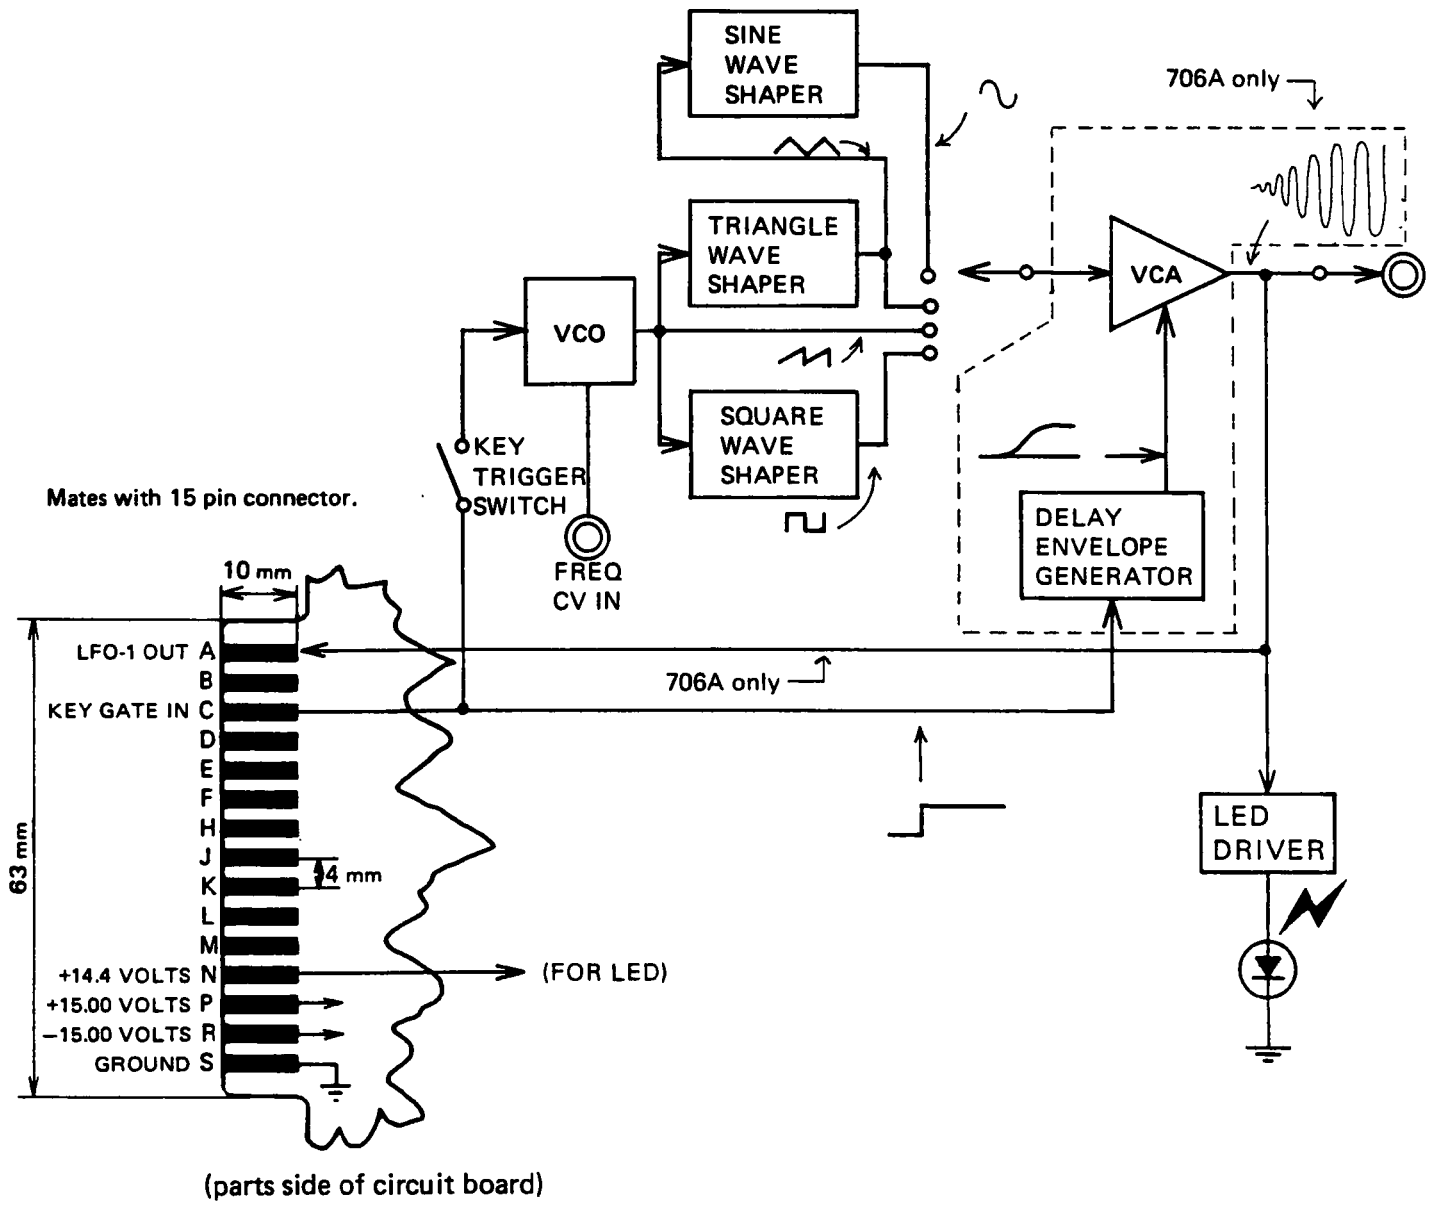 SINE
WAVE
SHAPER
706A only
TRIANGLE
WAVE
SHAPER
VCA
VCO
SQUARE
WAVE
SHAPER
KEY
TRIGGER
SWITCH
Mates with 15 pin connector.
DELAY
ENVELOPE
GENERATOR
FREQ
CV IN
10 mm
LFO-1 OUT A
706A only
B
KEY GATE IN C
D
E
F
H
J
4 mm
K
63 mm
L
M
+14.4 VOLTS N
(FOR LED)
+15.00 VOLTS P
−15.00 VOLTS R
GROUND S
LED
DRIVER
(parts side of circuit board)